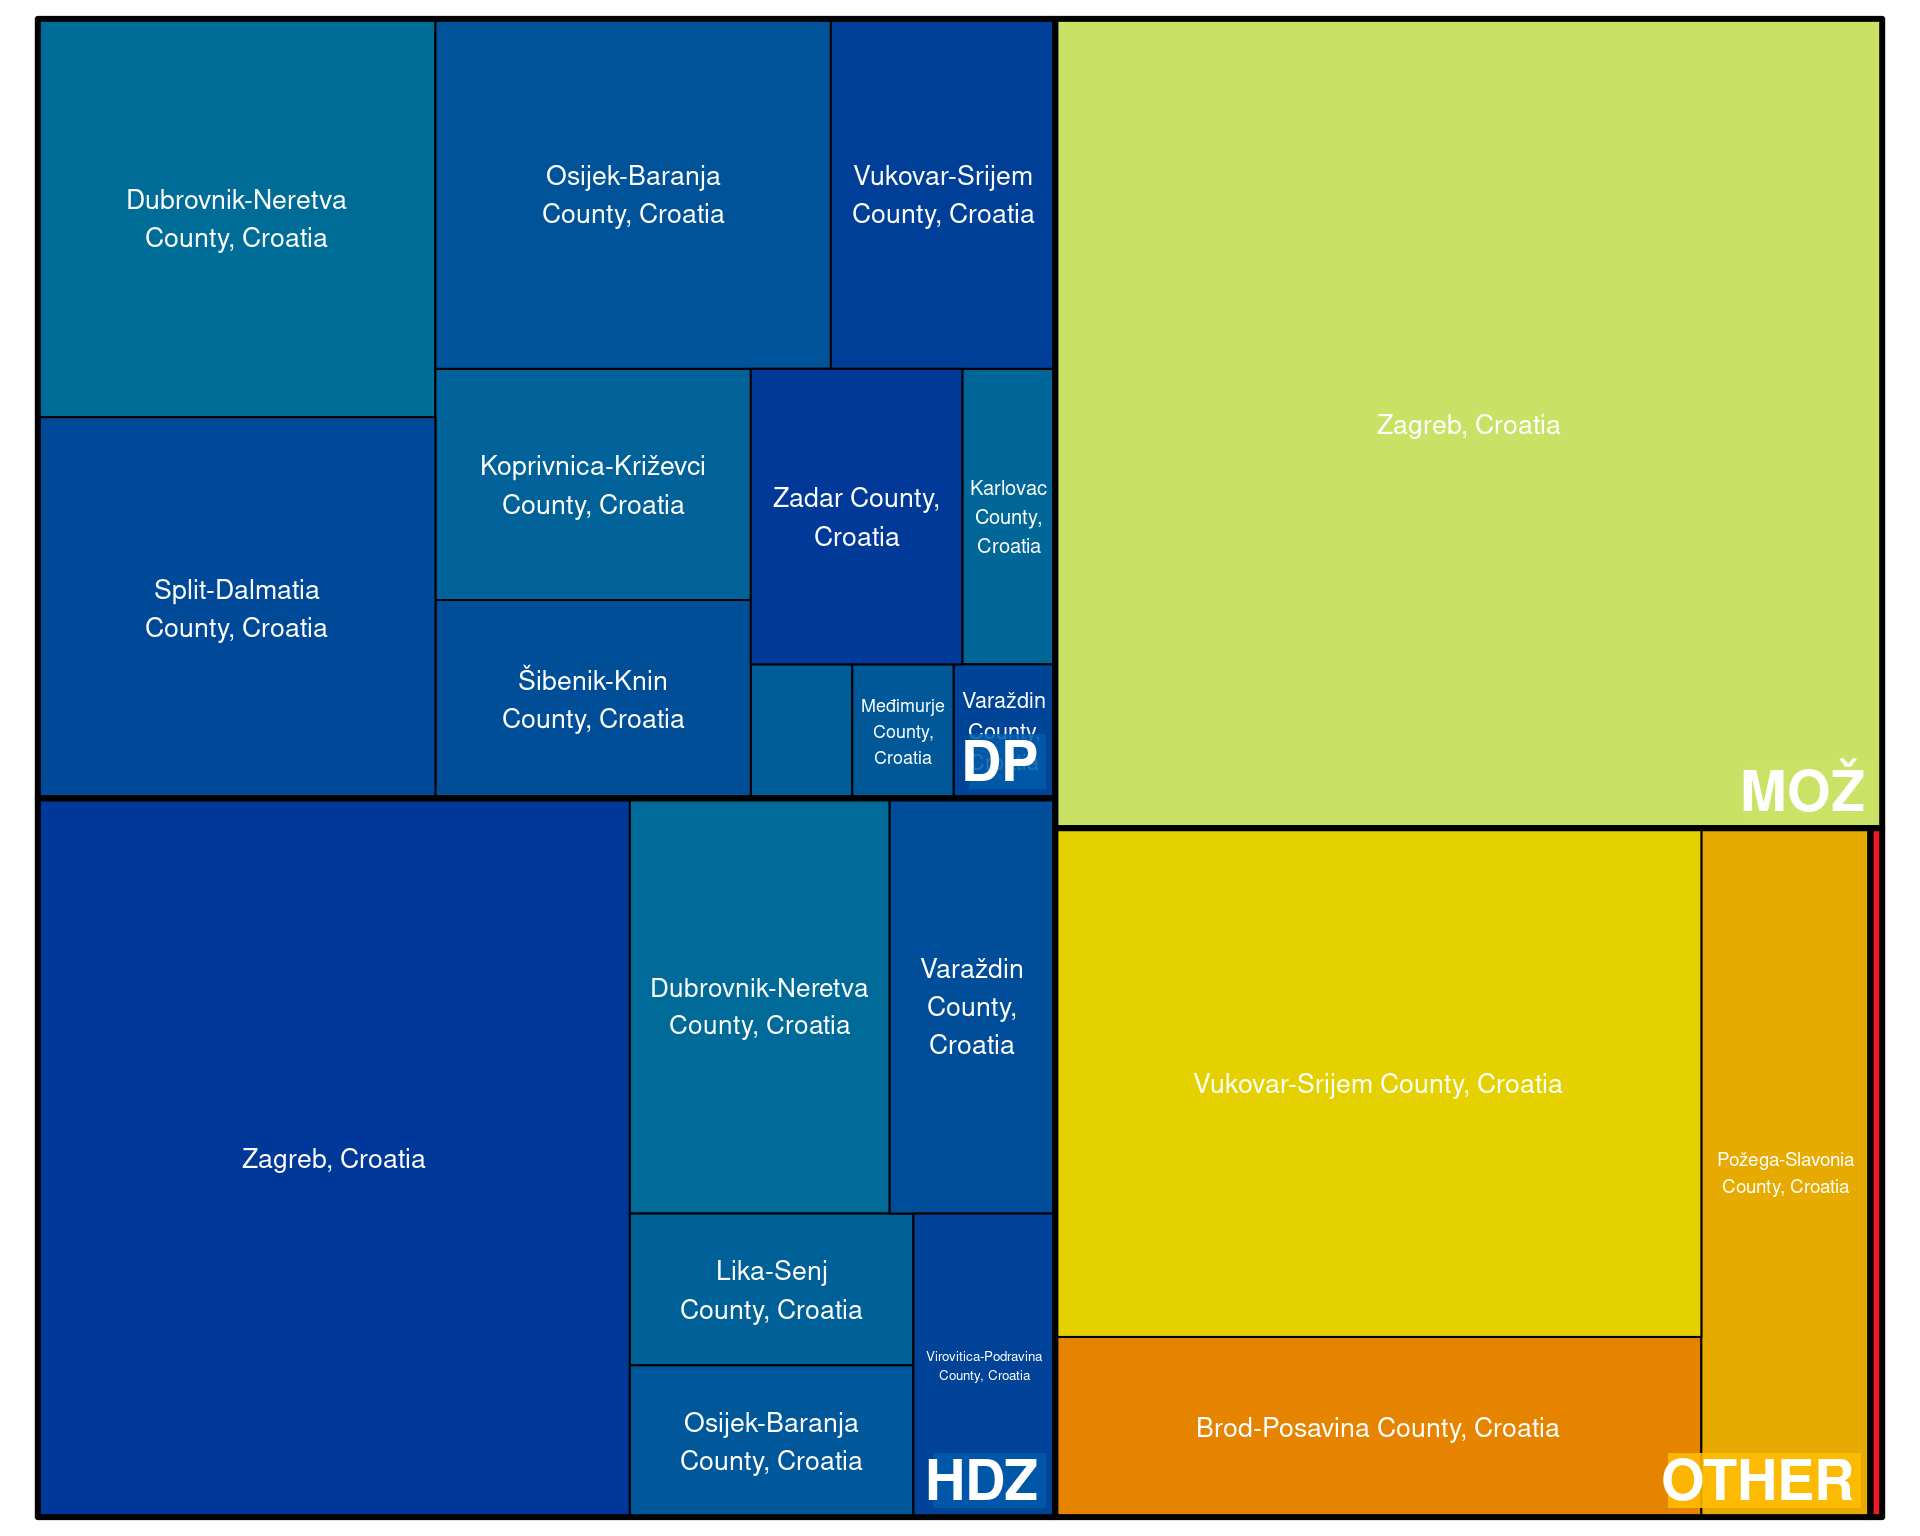 Dubrovnik-Neretva
County, Croatia
Osijek-Baranja
County, Croatia
Vukovar-Srijem
County, Croatia
Split-Dalmatia
County, Croatia
Koprivnica-Križevci
County, Croatia
Šibenik-Knin
County, Croatia
Zadar County,
Croatia
Karlovac
County,
Croatia
Međimurje
County,
Croatia
Varaždin
County,
Croatia
DP
Zagreb, Croatia
Dubrovnik-Neretva
County, Croatia
Varaždin
County,
Croatia
Lika-Senj
County, Croatia
Osijek-Baranja
County, Croatia
Virovitica-Podravina
County, Croatia
HDZ
Zagreb, Croatia
MOŽ
Vukovar-Srijem County, Croatia
Požega-Slavonia
County, Croatia
Brod-Posavina County, Croatia
OTHER